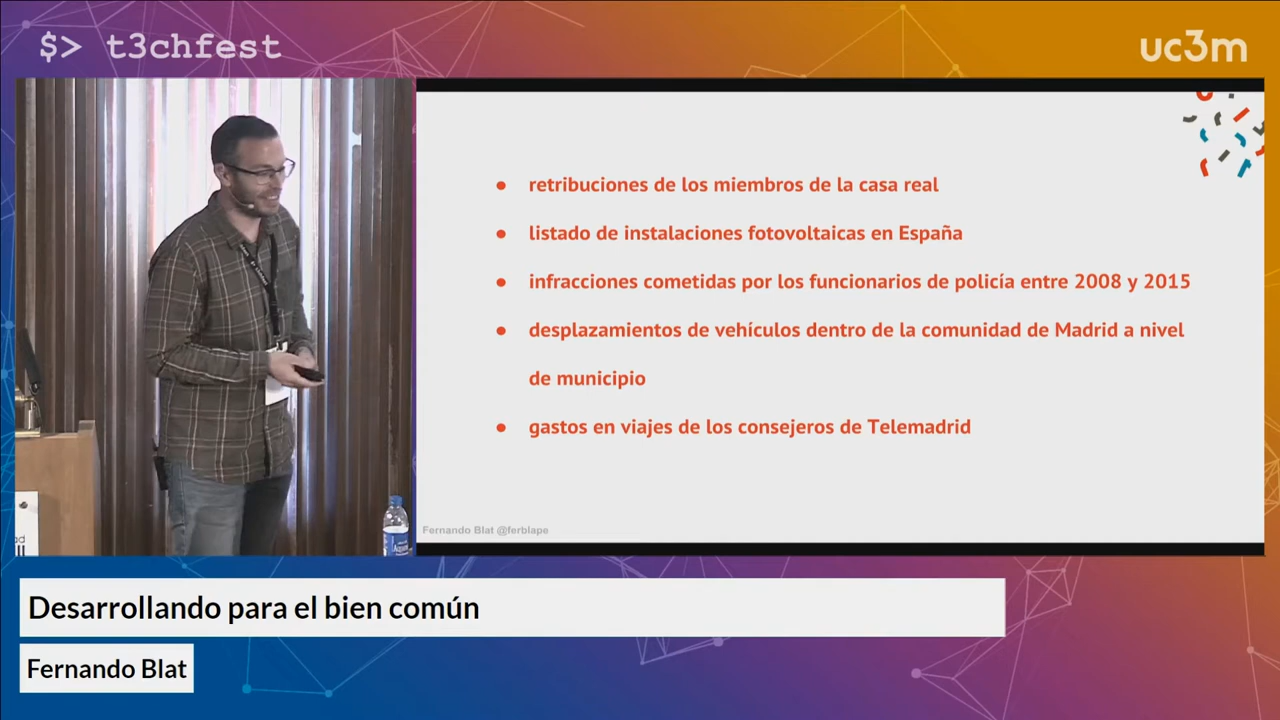 $> t3chfest
uc3m
● retribuciones de los miembros de la casa real
● listado de instalaciones fotovoltaicas en España
● infracciones cometidas por los funcionarios de policía entre 2008 y 2015
● desplazamientos de vehículos dentro de la comunidad de Madrid a nivel
de municipio
● gastos en viajes de los consejeros de Telemadrid
Fernando Blat @ferblape
Desarrollando para el bien común
Fernando Blat